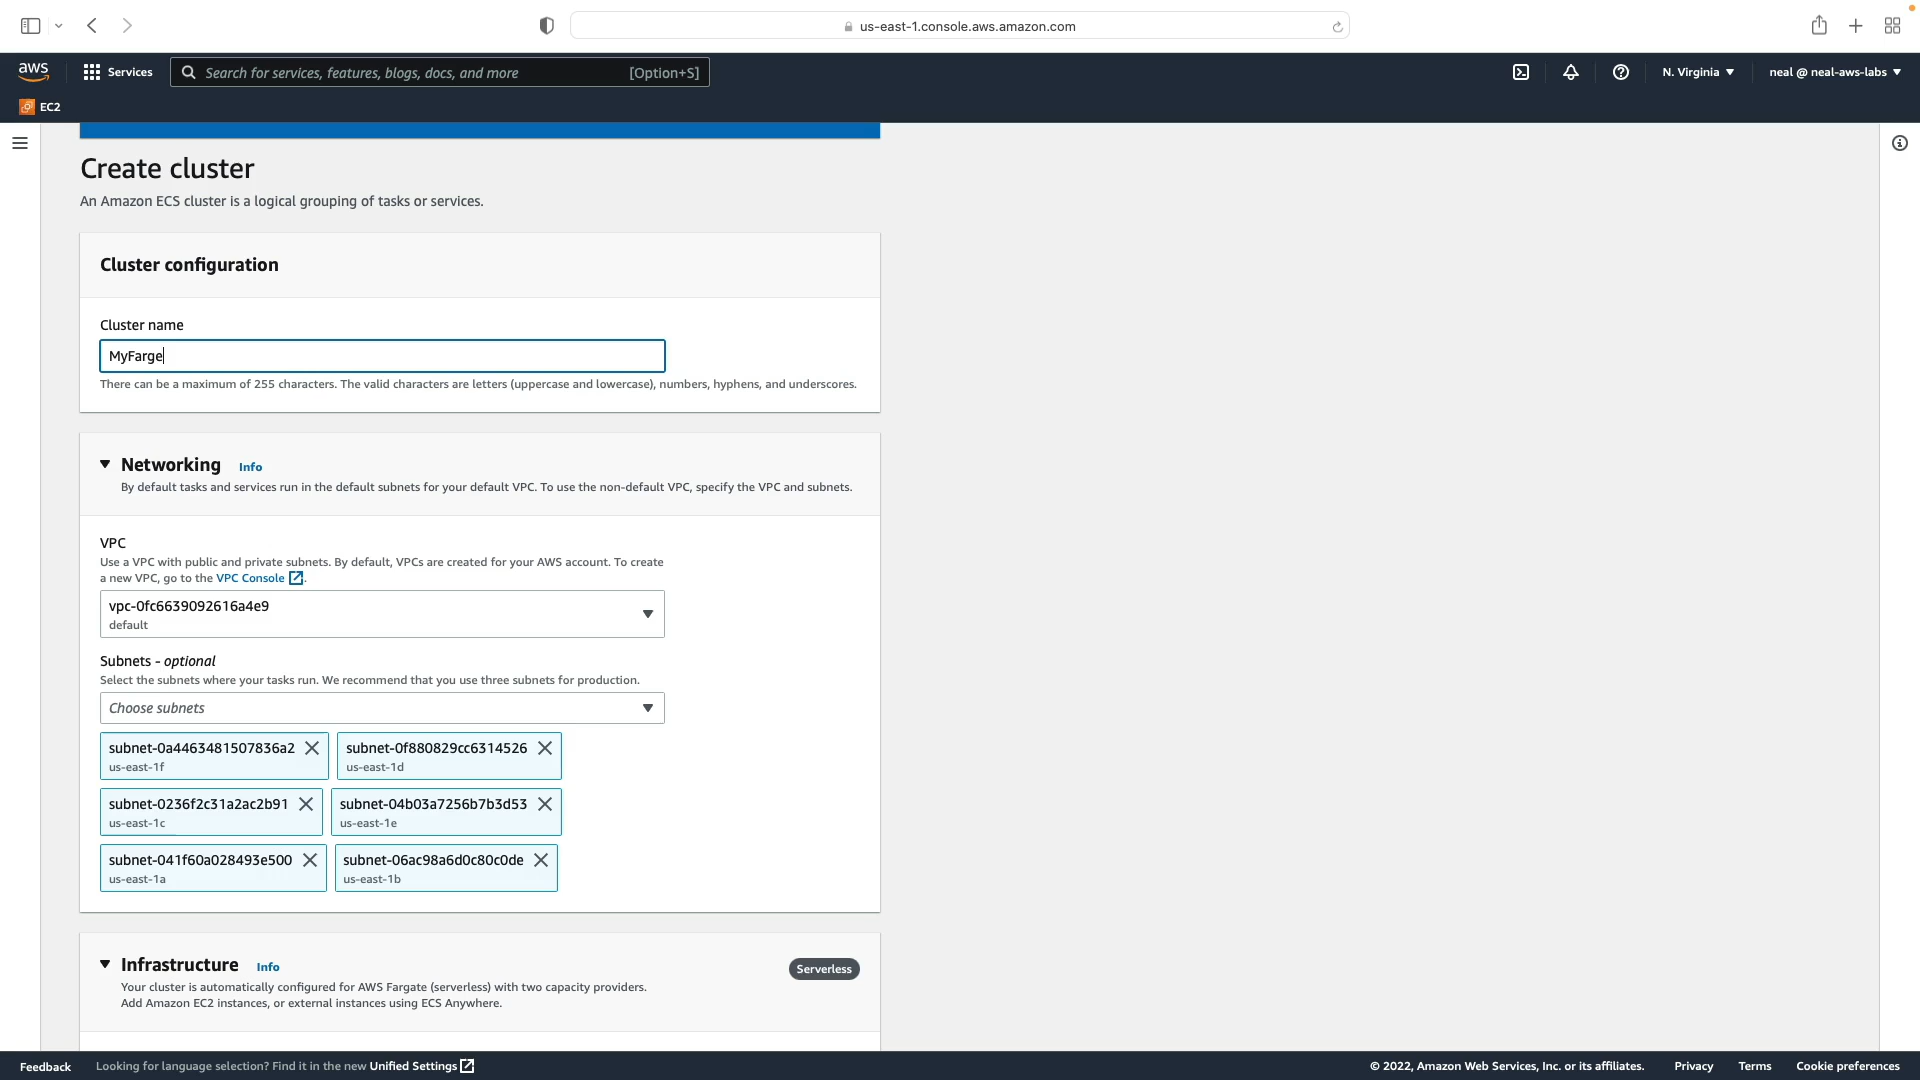 us-east-1.console.aws.amazon.com
aws
Services
Search for services, features, blogs, docs, and more
[Option+S]
N. Virginia
neal @ neal-aws-labs
EC2
Create cluster
An Amazon ECS cluster is a logical grouping of tasks or services.
Cluster configuration
Cluster name
MyFarge
There can be a maximum of 255 characters. The valid characters are letters (uppercase and lowercase), numbers, hyphens, and underscores.
Networking Info
By default tasks and services run in the default subnets for your default VPC. To use the non-default VPC, specify the VPC and subnets.
VPC
Use a VPC with public and private subnets. By default, VPCs are created for your AWS account. To create
a new VPC, go to the VPC Console.
vpc-0fc6639092616a4e9
default
Subnets - optional
Select the subnets where your tasks run. We recommend that you use three subnets for production.
Choose subnets
subnet-0a4463481507836a2
us-east-1f
subnet-0f880829cc6314526
us-east-1d
subnet-0236f2c31a2ac2b91
us-east-1c
subnet-04b03a7256b7b3d53
us-east-1e
subnet-041f60a028493e500
us-east-1a
subnet-06ac98a6d0c80c0de
us-east-1b
Infrastructure Info
Serverless
Your cluster is automatically configured for AWS Fargate (serverless) with two capacity providers.
Add Amazon EC2 instances, or external instances using ECS Anywhere.
Feedback
Looking for language selection? Find it in the new Unified Settings
© 2022, Amazon Web Services, Inc. or its affiliates.
Privacy
Terms
Cookie preferences